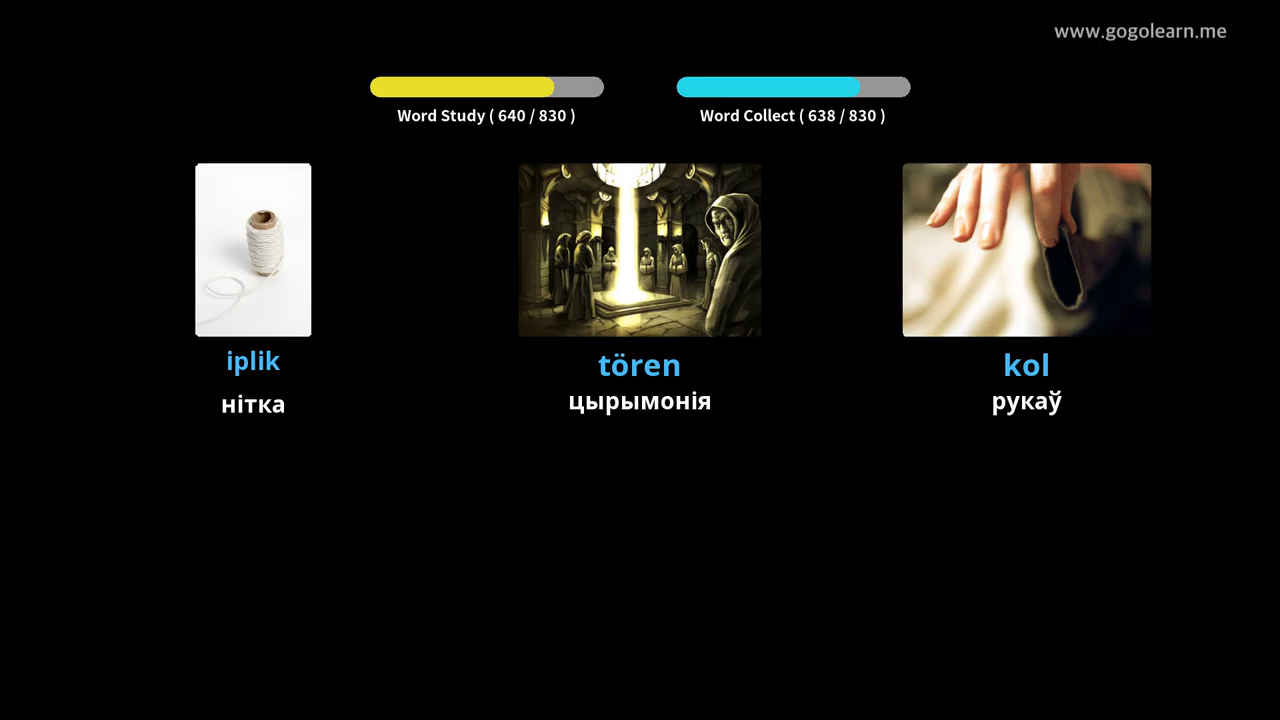 www.gogolearn.me
Word Study ( 640 / 830 )
Word Collect ( 638 / 830 )
iplik
нітка
tören
цырымонія
kol
рукаў